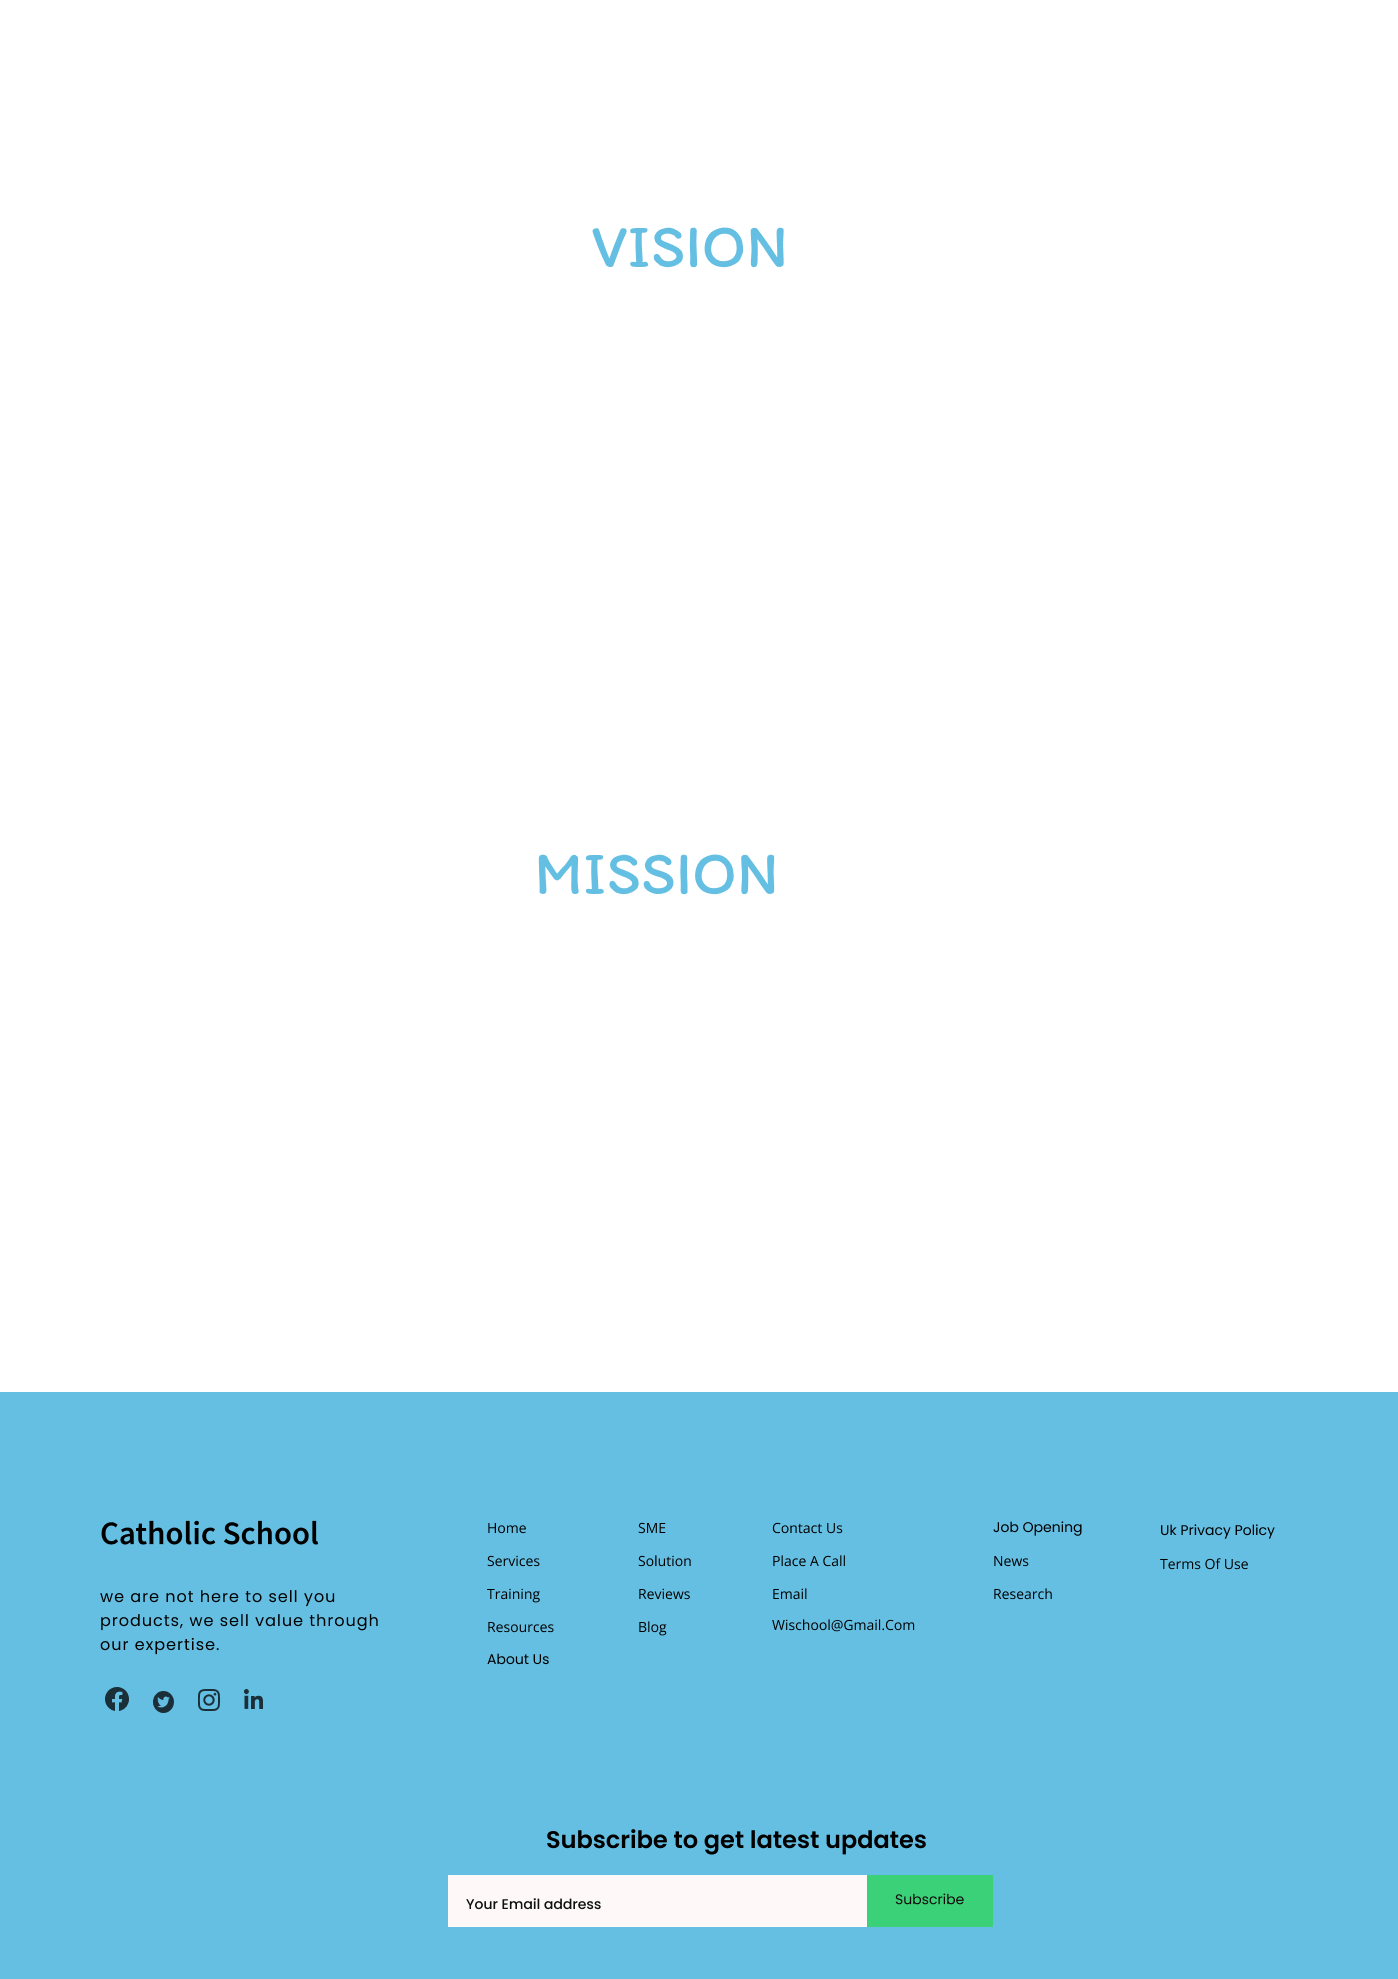 VISION
MISSION
Catholic School
we are not here to sell you
products, we sell value through
our expertise.
Home
Services
Training
Resources
About Us
SME
Solution
Reviews
Blog
Contact Us
Place A Call
Email
Wischool@Gmail.Com
Job Opening
News
Research
Uk Privacy Policy
Terms Of Use
Subscribe to get latest updates
Your Email address
Subscribe